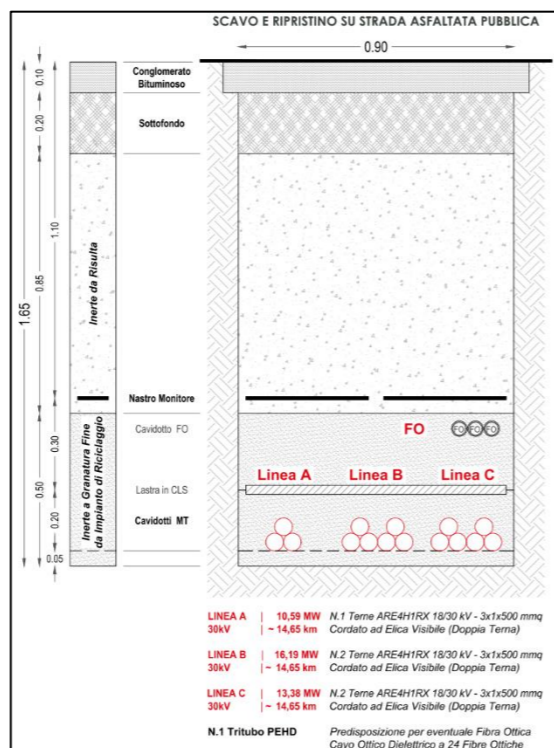 SCAVO E RIPRISTINO SU STRADA ASFALTATA PUBBLICA
0.90
0.10
Conglomerato
Bituminoso
0.20
Sottofondo
1.10
0.85
1.65
Inerte da Risulta
Nastro Monitore
Cavidotto FO
FO
FO FO FO
0.30
0.50
Inerte a Granatura Fine
da Impianto di Riciclaggio
Linea A Linea B Linea C
Lastra in CLS
0.20
Cavidotti MT
0.05
LINEA A | 10,59 MW N.1 Terne ARE4H1RX 18/30 kV - 3x1x500 mmq
30kV | ~ 14,65 km Cordato ad Elica Visibile (Doppia Terna)
LINEA B | 16,19 MW N.2 Terne ARE4H1RX 18/30 kV - 3x1x500 mmq
30kV | ~ 14,65 km Cordato ad Elica Visibile (Doppia Terna)
LINEA C | 13,38 MW N.2 Terne ARE4H1RX 18/30 kV - 3x1x500 mmq
30kV | ~ 14,65 km Cordato ad Elica Visibile (Doppia Terna)
N.1 Tritubo PEHD Predisposizione per eventuale Fibra Ottica
Cavo Ottico Dielettrico a 24 Fibre Ottiche